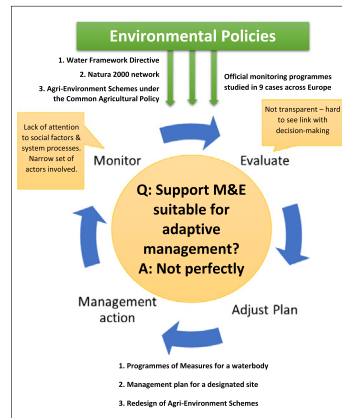 Environmental Policies
1. Water Framework Directive
2. Natura 2000 network
3. Agri-Environment Schemes under
the Common Agricultural Policy
Official monitoring programmes
studied in 9 cases across Europe
Lack of attention
to social factors &
system processes.
Narrow set of
actors involved.
Not transparent – hard
to see link with
decision-making
Monitor
Evaluate
Q: Support M&E
suitable for
adaptive
management?
A: Not perfectly
Management
action
Adjust Plan
1. Programmes of Measures for a waterbody
2. Management plan for a designated site
3. Redesign of Agri-Environment Schemes